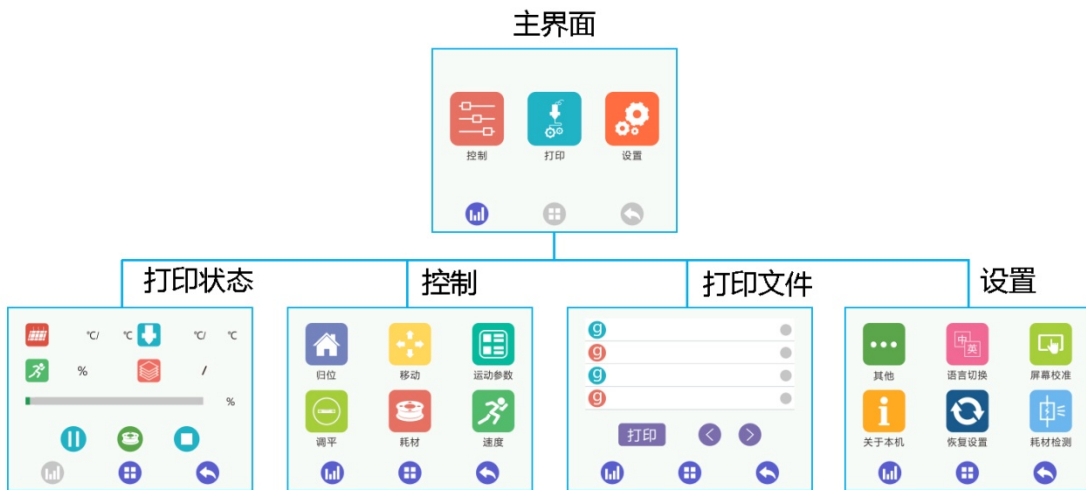 主界面
控制 打印 设置
打印状态 控制 打印文件 设置
℃/ ℃ ℃/ ℃
% /
%
归位 移动 运动参数
调平 耗材 速度
g
g
g
g
打印
其他 语言切换 屏幕校准
中 英
关于本机 恢复设置 耗材检测